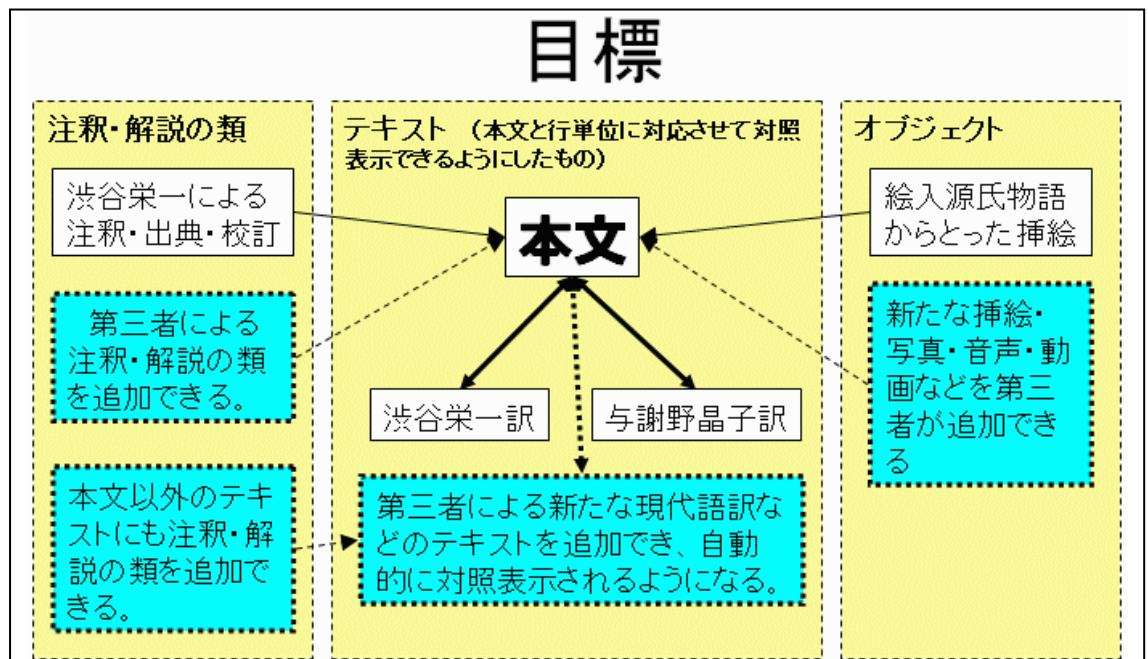 目標
注釈・解説の類
渋谷栄一による
注釈・出典・校訂
第三者による
注釈・解説の類
を追加できる。
本文以外のテキ
ストにも注釈・解
説の類を追加で
きる。
テキスト (本文と行単位に対応させて対照
表示できるようにしたもの)
本文
渋谷栄一訳
与謝野晶子訳
第三者による新たな現代語訳な
どのテキストを追加でき、自動
的に対照表示されるようになる。
オブジェクト
絵入源氏物語
からとった挿絵
新たな挿絵・
写真・音声・動
画などを第三
者が追加でき
る